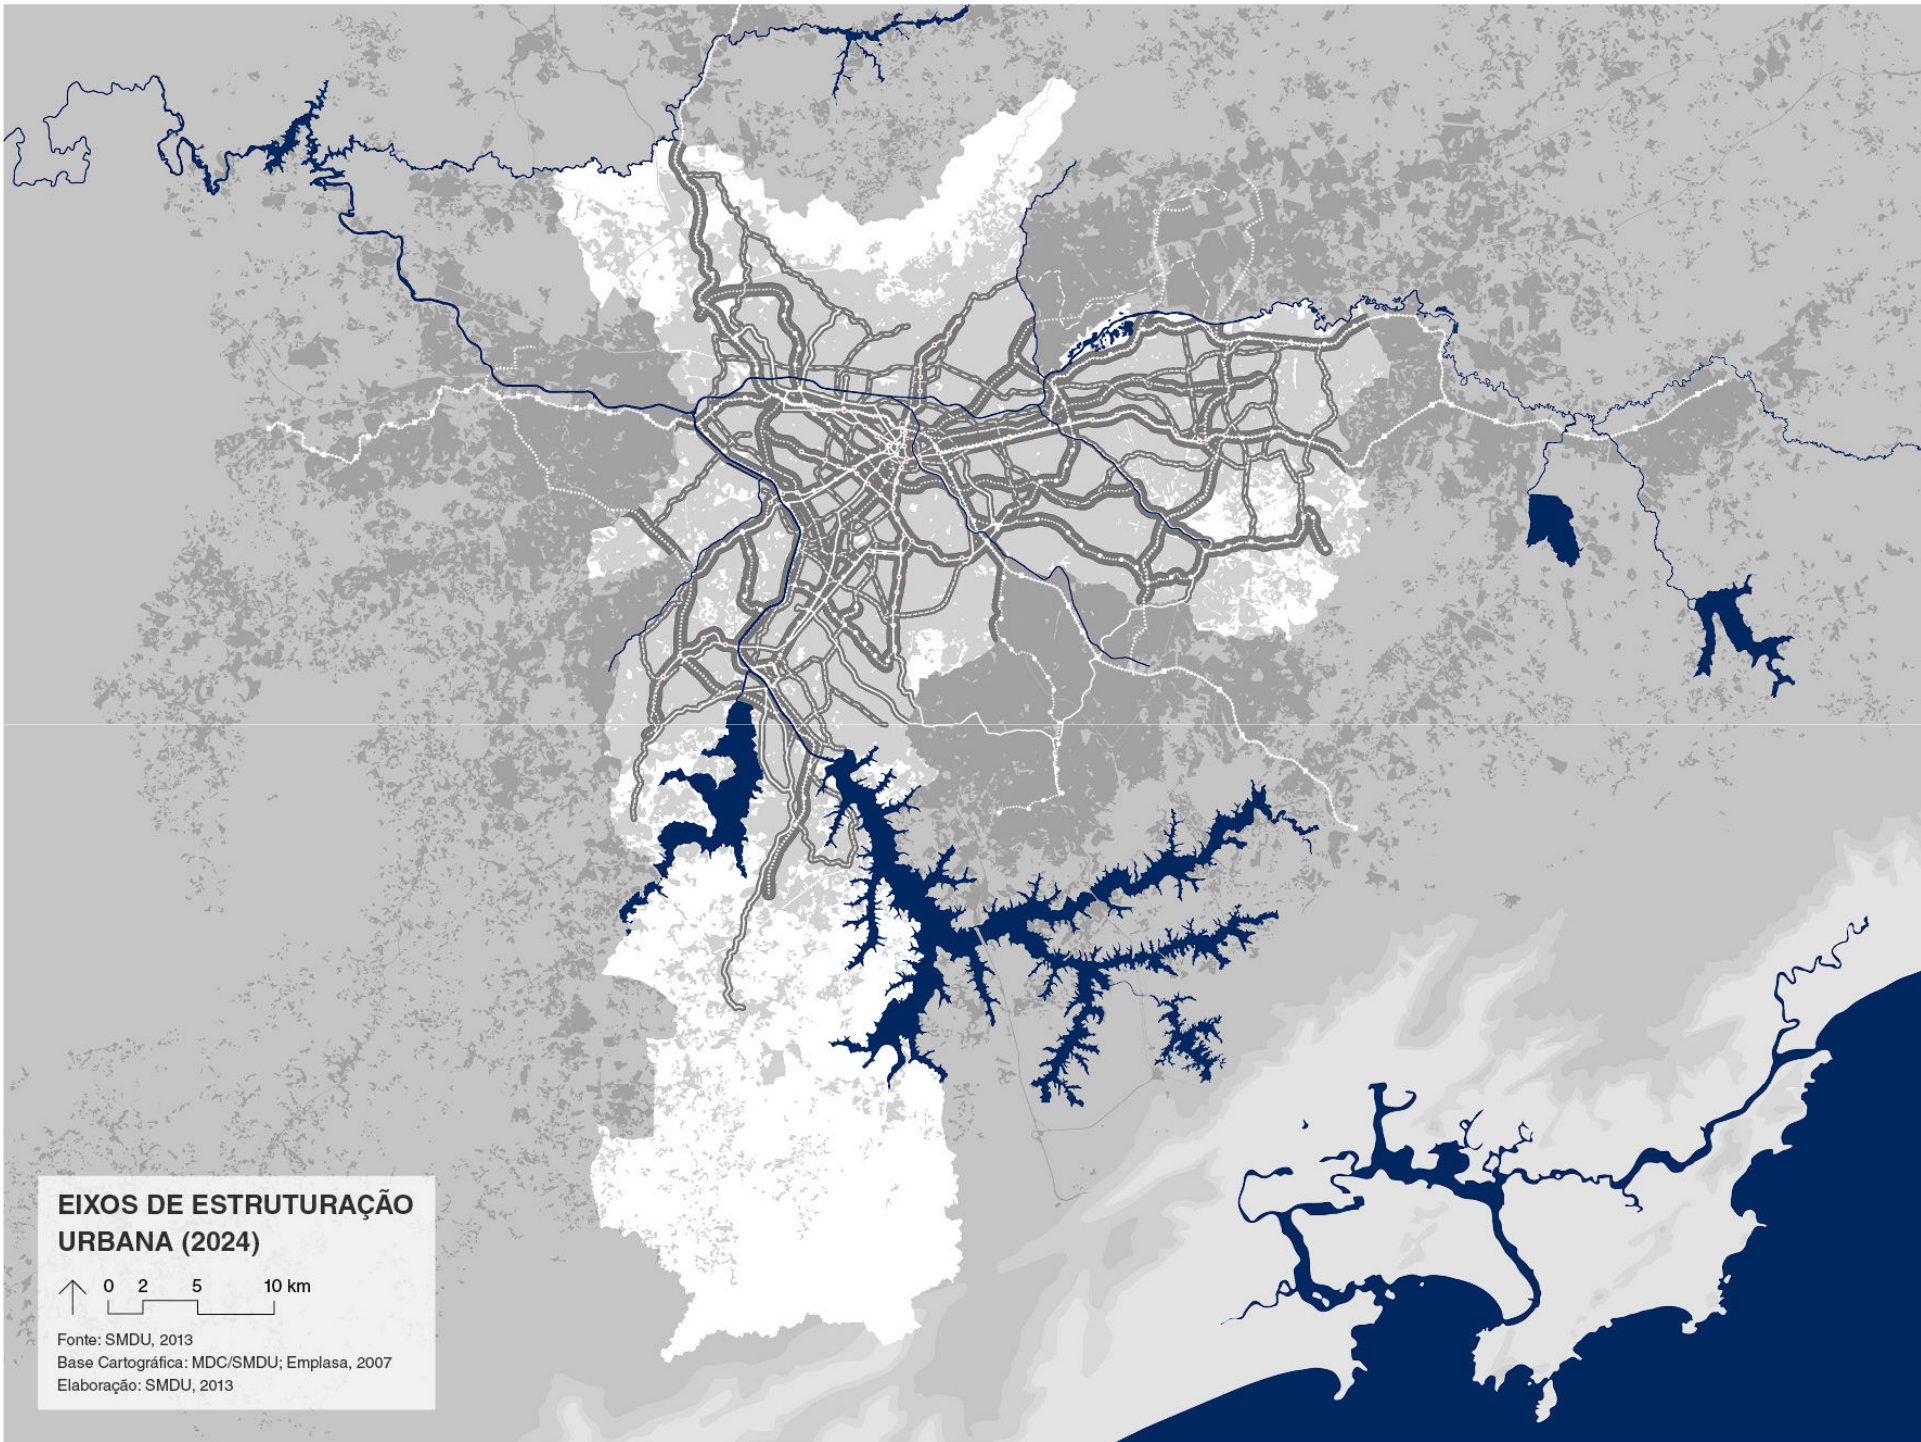 EIXOS DE ESTRUTURAÇÃO
URBANA (2024)
0 2 5 10 km
Fonte: SMDU, 2013
Base Cartográfica: MDC/SMDU; Emplasa, 2007
Elaboração: SMDU, 2013